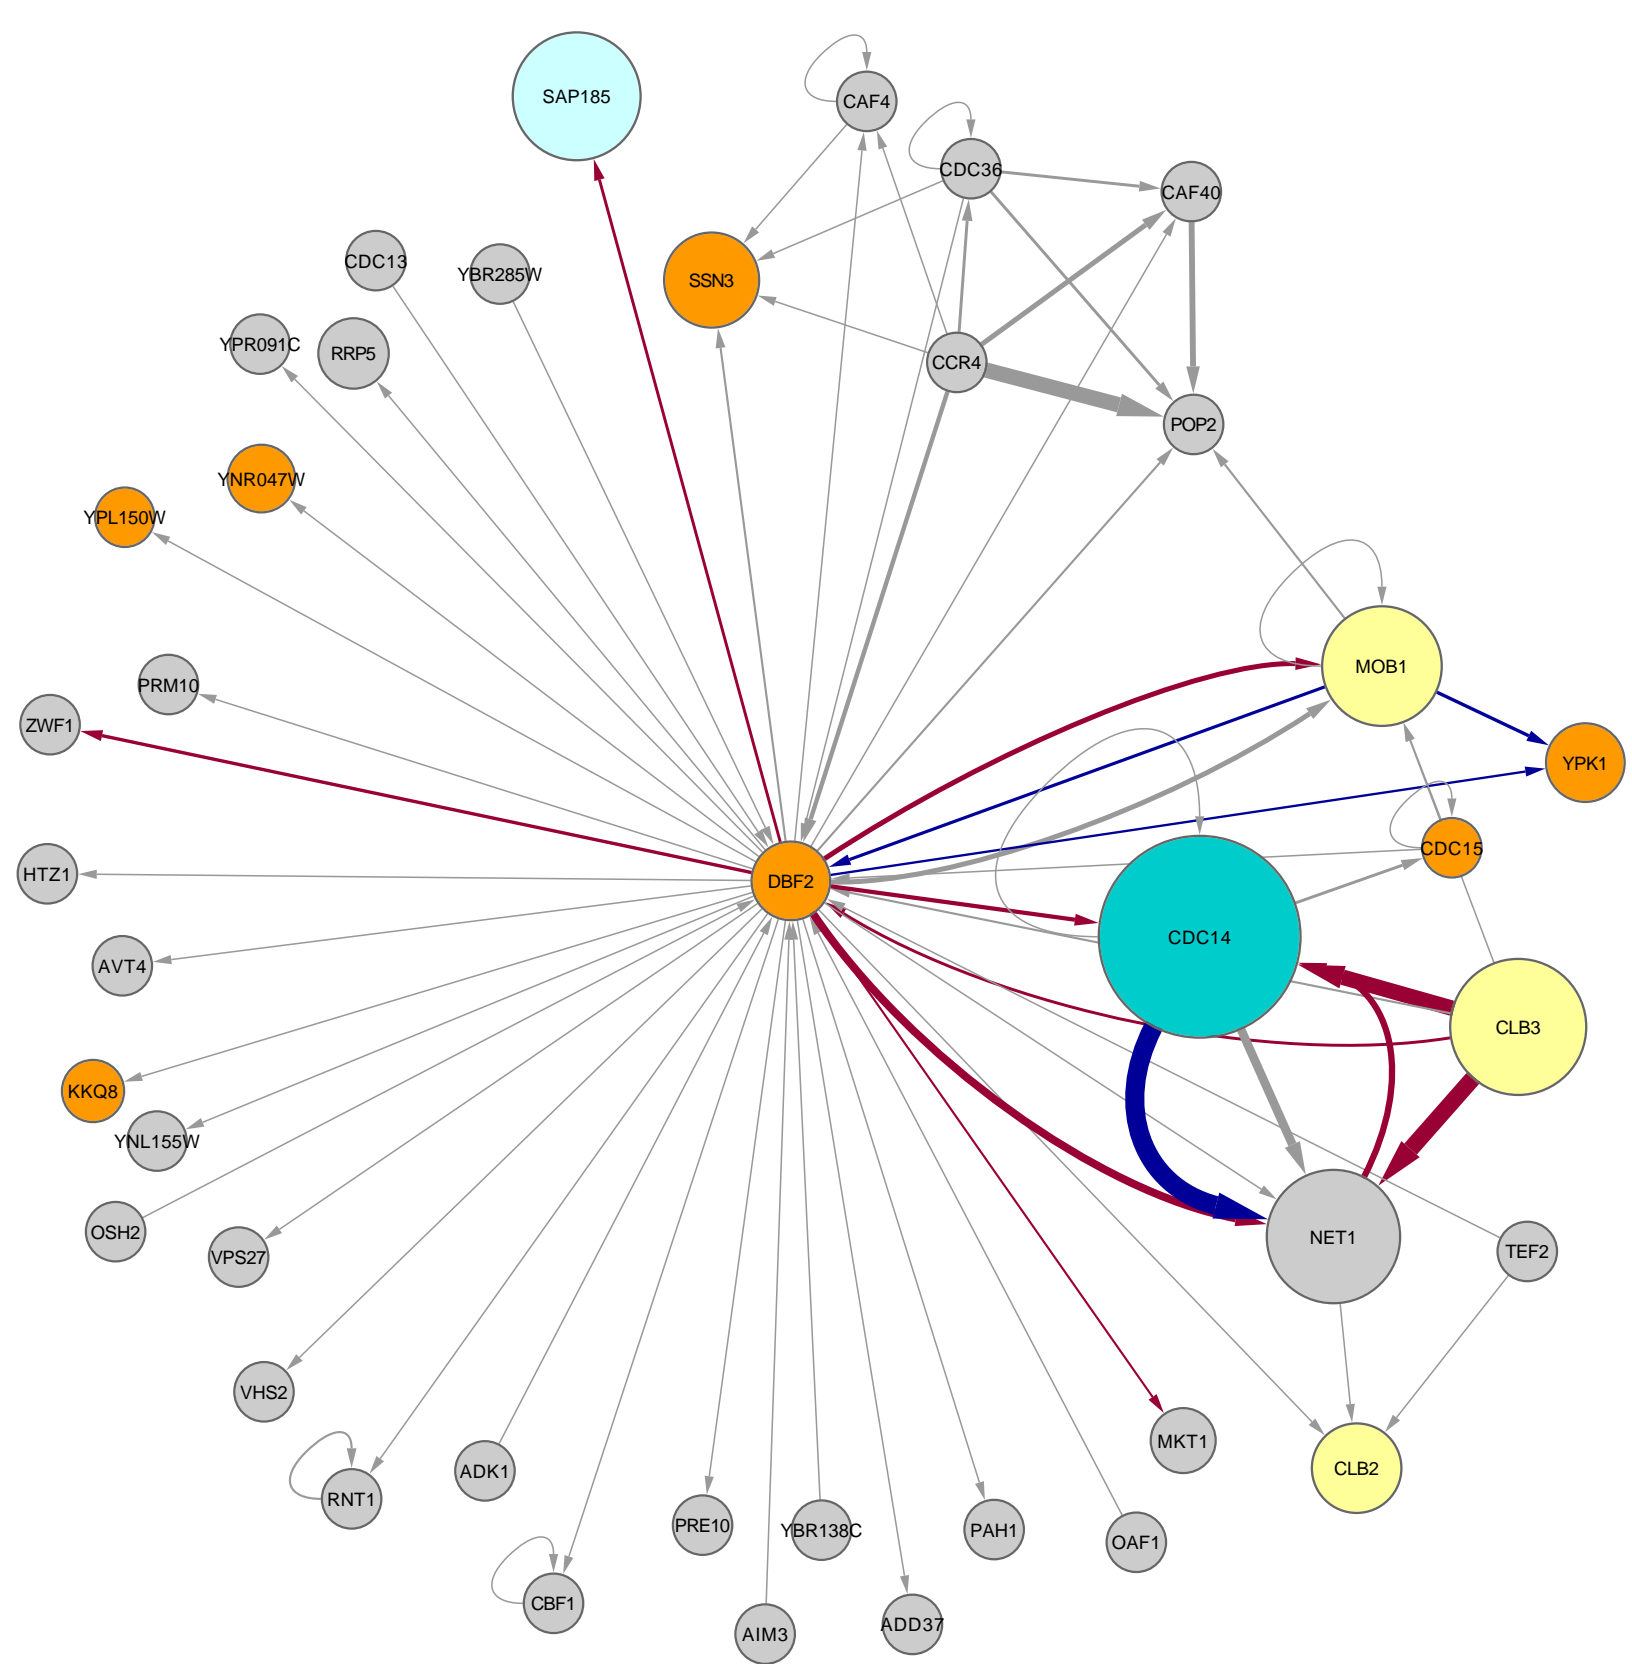 SAP185
CAF4
CDC36
CAF40
CDC13
YBR285W
SSN3
YPR091C
RRP5
CCR4
POP2
YNR047W
YPL150W
MOB1
PRM10
ZWF1
YPK1
CDC15
HTZ1
DBF2
CDC14
AVT4
CLB3
KKQ8
YNL155W
OSH2
VPS27
NET1
TEF2
VHS2
MKT1
CLB2
ADK1
RNT1
PRE10
YBR138C
PAH1
OAF1
CBF1
AIM3
ADD37